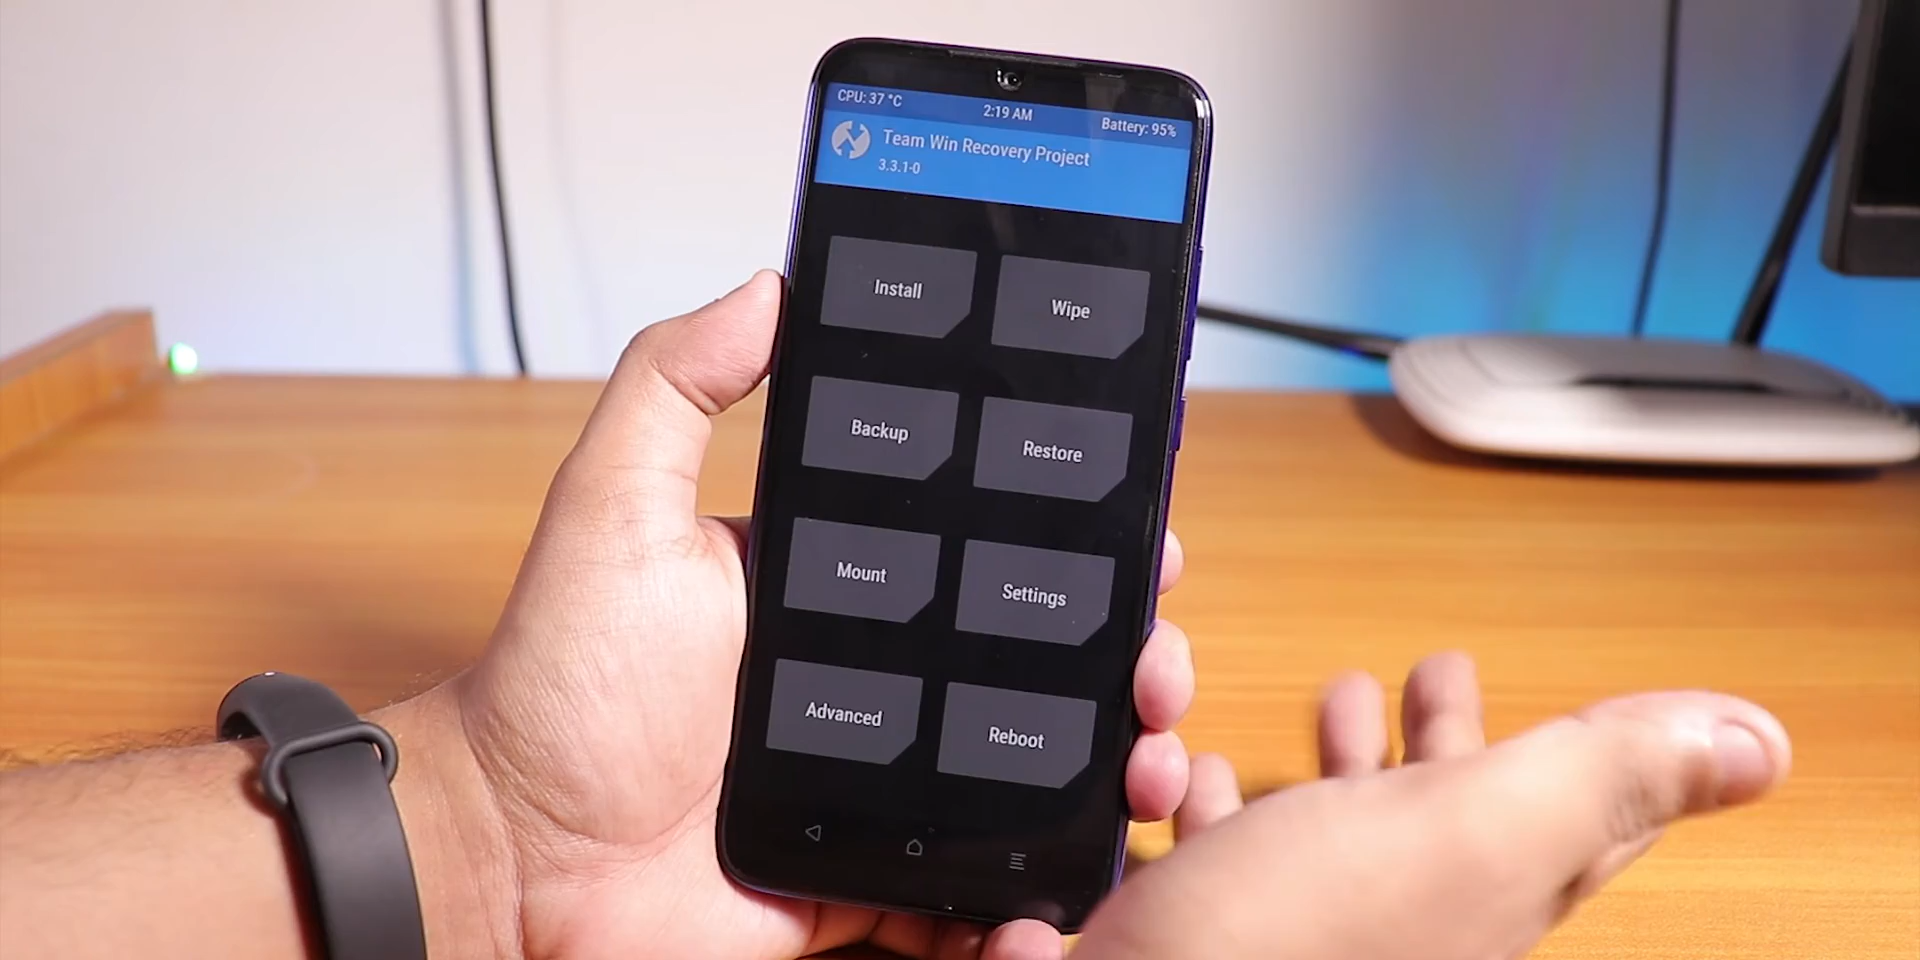 CPU: 37 °C
2:19 AM
Battery: 95%
Team Win Recovery Project
3.3.1-0
Install
Wipe
Backup
Restore
Mount
Settings
Advanced
Reboot